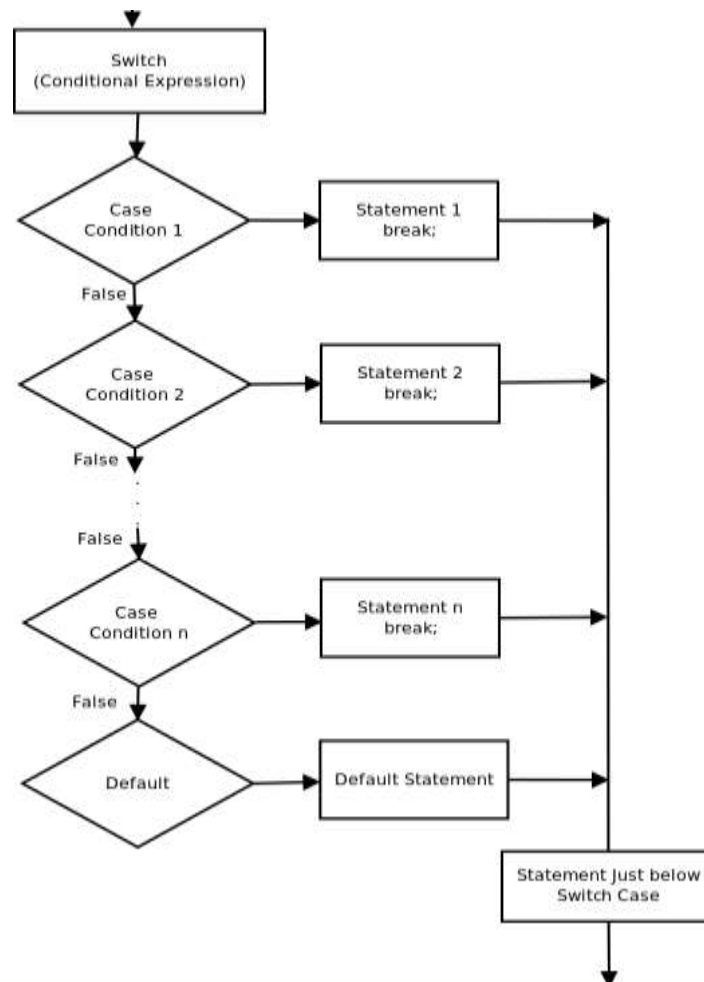 Switch
(Conditional Expression)
Case
Condition 1
Statement 1
break;
False
Case
Condition 2
Statement 2
break;
False
False
Case
Condition n
Statement n
break;
False
Default
Default Statement
Statement Just below
Switch Case